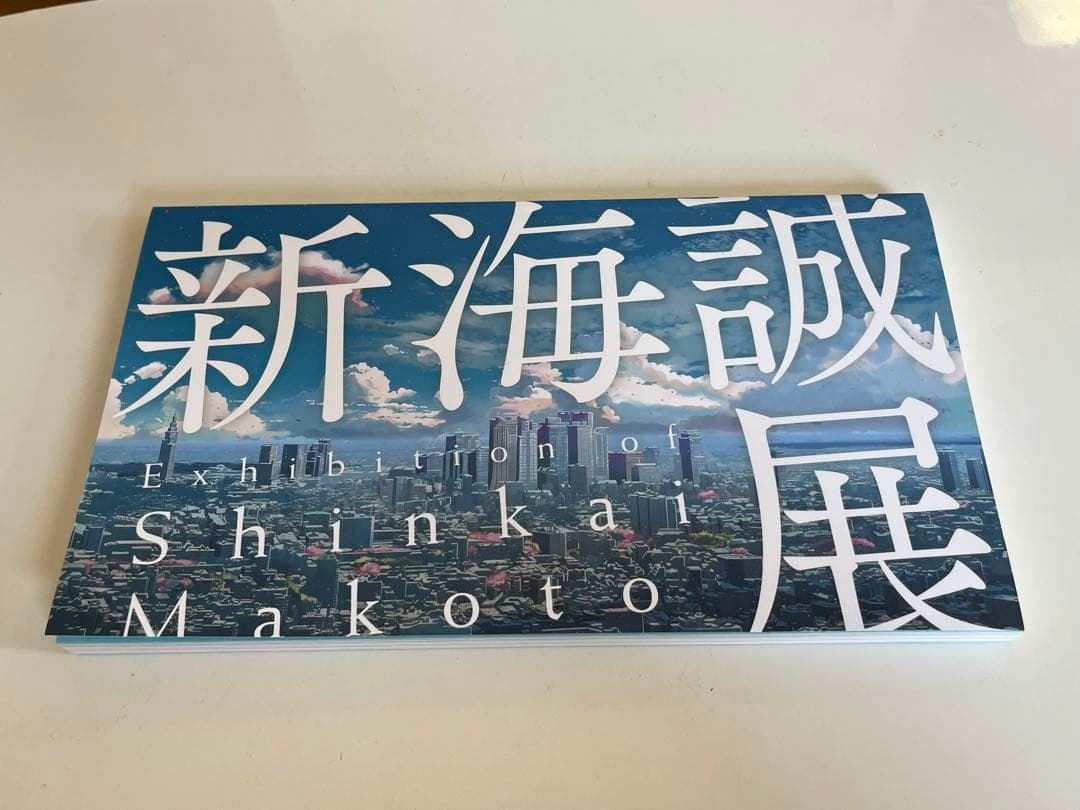 新海誠
展
Exhibition of
Shinkai
Makoto